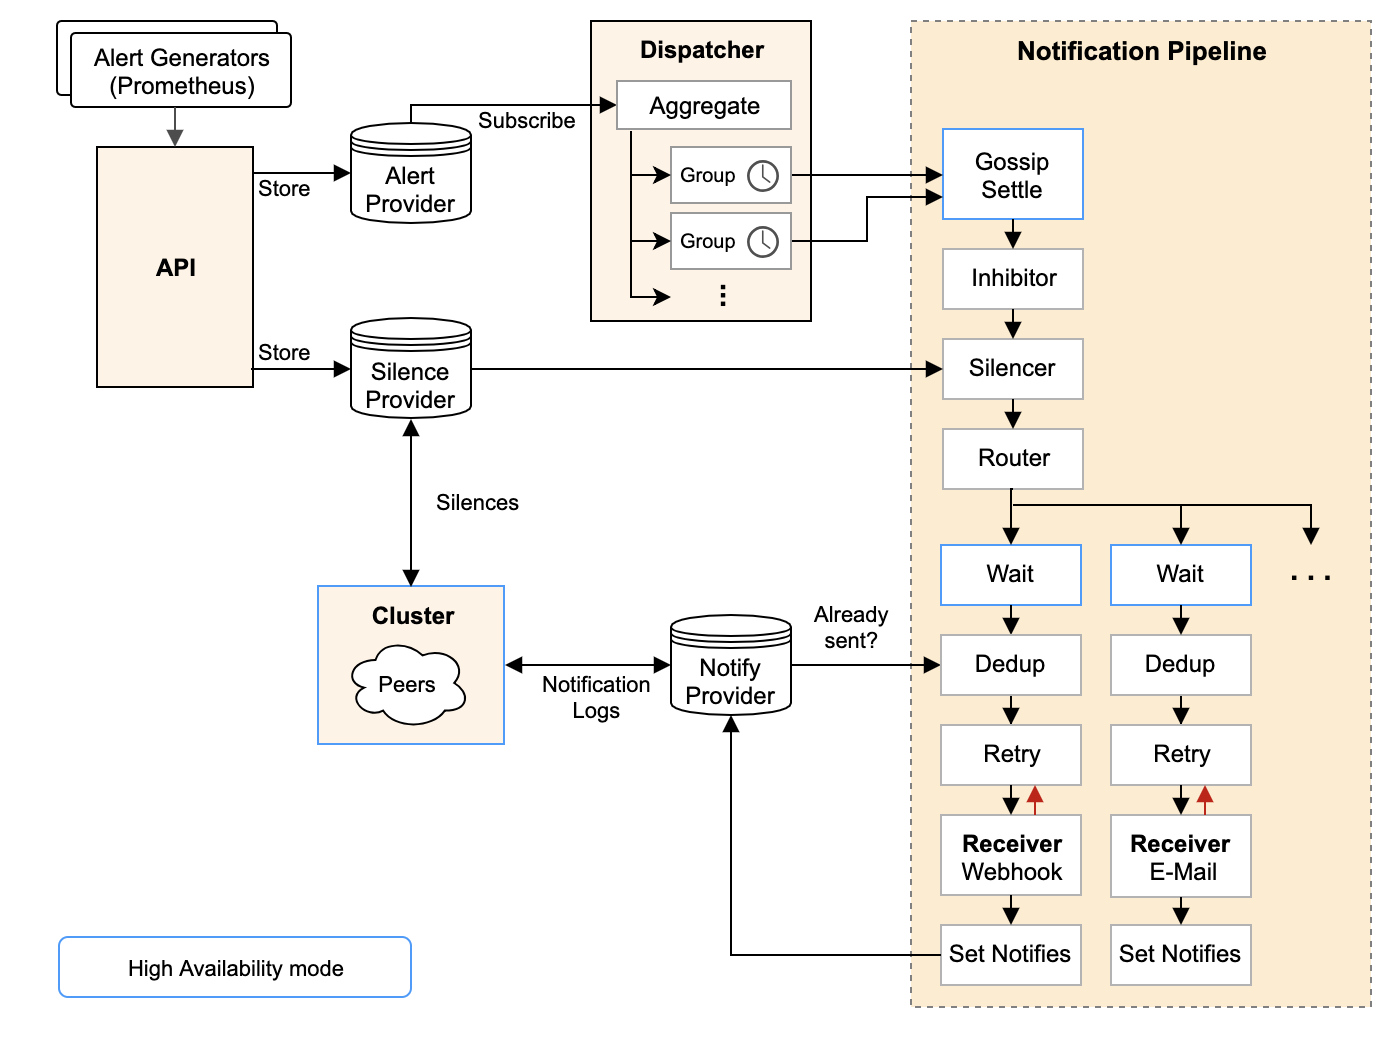 Alert Generators
(Prometheus)
API
Store
Alert
Provider
Subscribe
Dispatcher
Aggregate
Group
Group
⋮
Store
Silence
Provider
Silences
Cluster
Peers
Notification
Logs
Notify
Provider
Already
sent?
Notification Pipeline
Gossip
Settle
Inhibitor
Silencer
Router
Wait
Wait
. . .
Dedup
Dedup
Retry
Retry
Receiver
Webhook
Receiver
E-Mail
Set Notifies
Set Notifies
High Availability mode